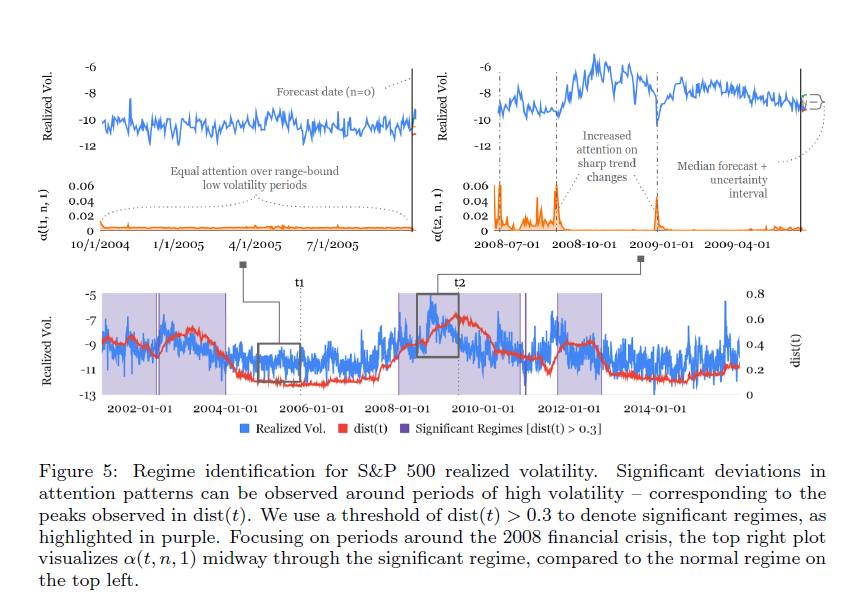 Realized Vol.
-6
-8
-10
-12
Forecast date (n=0)
Equal attention over range-bound
low volatility periods
α(t1, n, 1)
0.06
0.04
0.02
0
10/1/2004 1/1/2005 4/1/2005 7/1/2005
Realized Vol.
-6
-8
-10
-12
Increased
attention on
sharp trend
changes
Median forecast +
uncertainty
interval
α(t2, n, 1)
0.06
0.04
0.02
0
2008-07-01 2008-10-01 2009-01-01 2009-04-01
t1
t2
Realized Vol.
-5
-7
-9
-11
-13
0.8
0.6
0.4
0.2
0
dist(t)
2002-01-01 2004-01-01 2006-01-01 2008-01-01 2010-01-01 2012-01-01 2014-01-01
Realized Vol. dist(t) Significant Regimes [dist(t) > 0.3]
Figure 5: Regime identification for S&P 500 realized volatility. Significant deviations in
attention patterns can be observed around periods of high volatility – corresponding to the
peaks observed in dist(t). We use a threshold of dist(t) > 0.3 to denote significant regimes, as
highlighted in purple. Focusing on periods around the 2008 financial crisis, the top right plot
visualizes α(t, n, 1) midway through the significant regime, compared to the normal regime on
the top left.